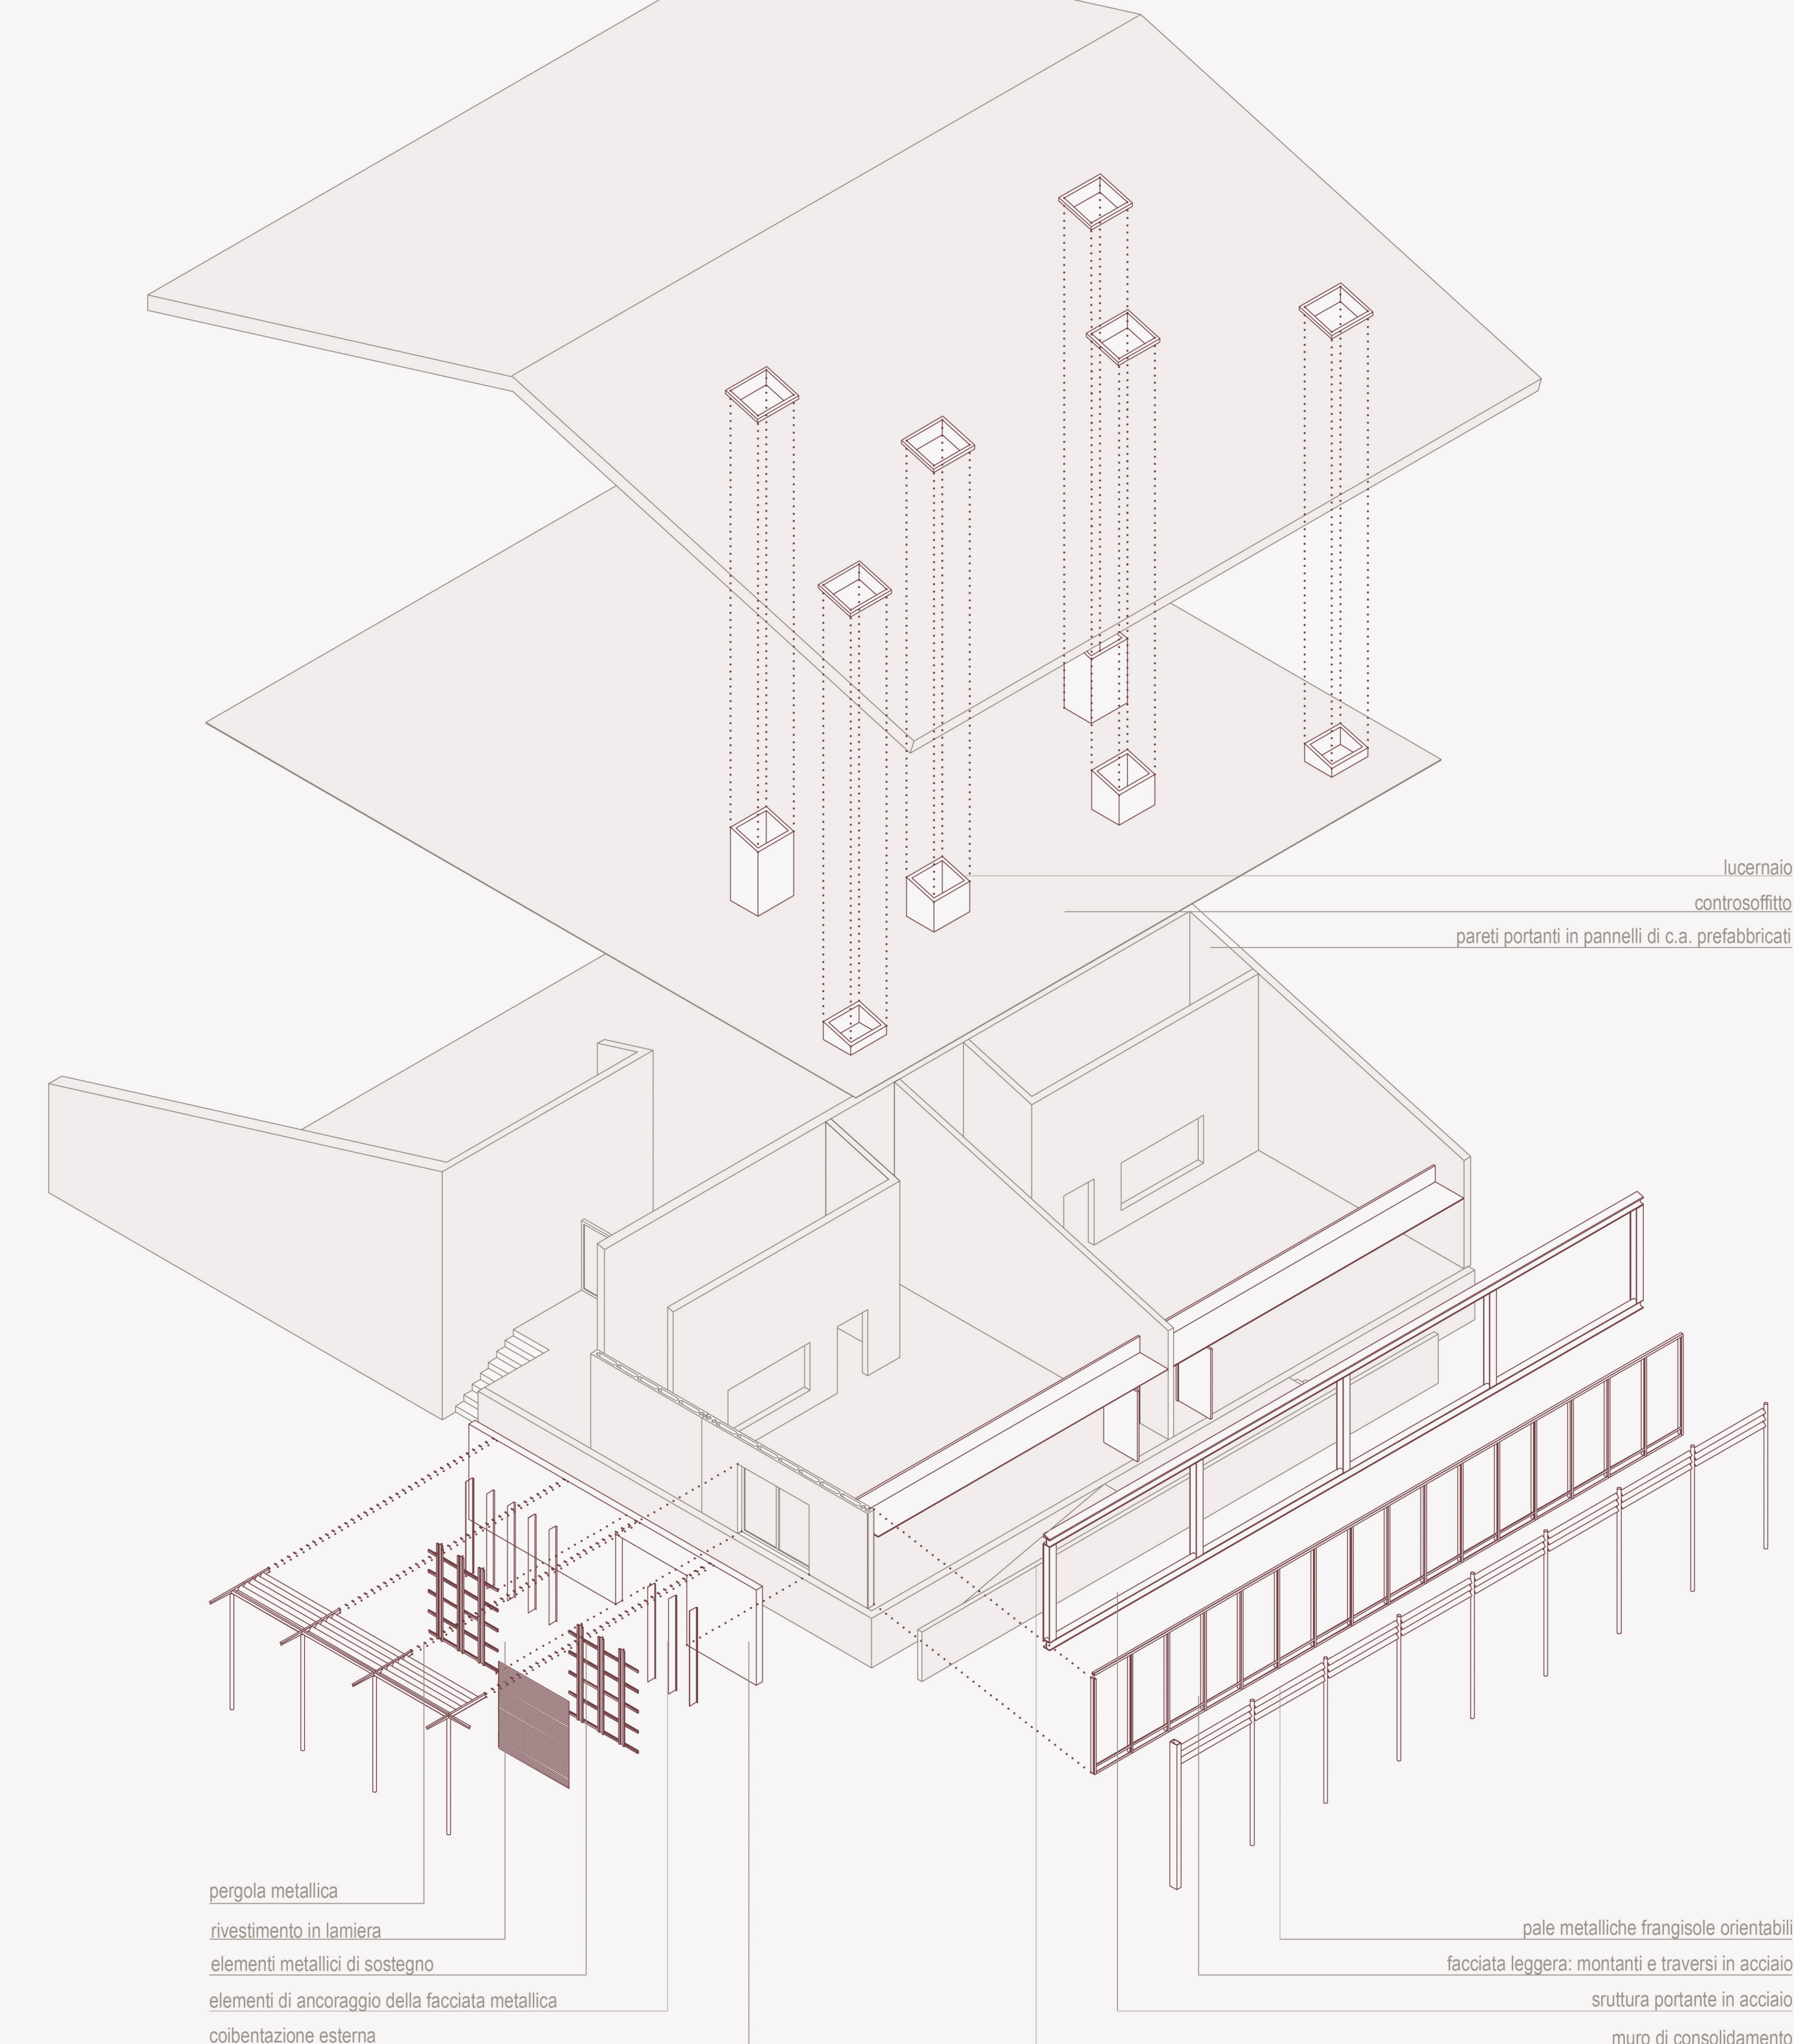 lucernaio
controsoffitto
pareti portanti in pannelli di c.a. prefabbricati
pergola metallica
rivestimento in lamiera
elementi metallici di sostegno
elementi di ancoraggio della facciata metallica
coibentazione esterna
pale metalliche frangisole orientabili
facciata leggera: montanti e traversi in acciaio
sruttura portante in acciaio
muro di consolidamento